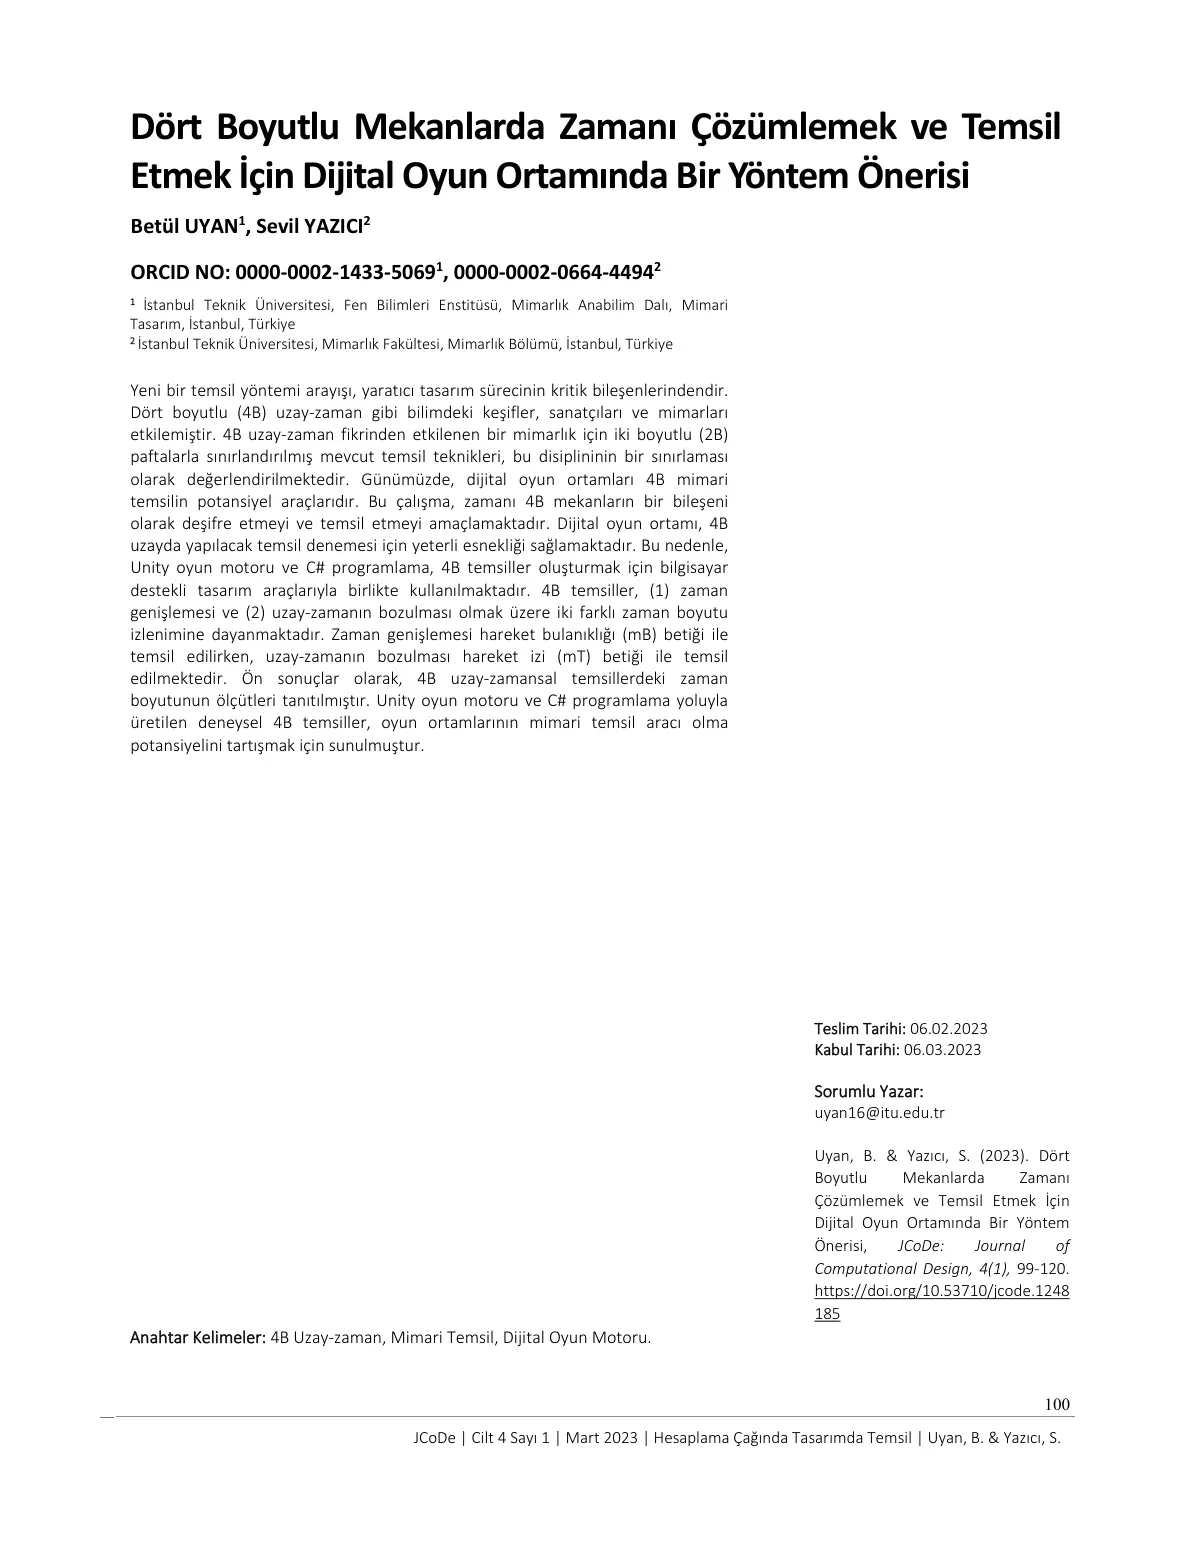 Dört Boyutlu Mekanlarda Zamanı Çözümlemek ve Temsil
Etmek İçin Dijital Oyun Ortamında Bir Yöntem Önerisi
Betül UYAN¹, Sevil YAZICI²
ORCID NO: 0000-0002-1433-5069¹, 0000-0002-0664-4494²
¹ İstanbul Teknik Üniversitesi, Fen Bilimleri Enstitüsü, Mimarlık Anabilim Dalı, Mimari
Tasarım, İstanbul, Türkiye
² İstanbul Teknik Üniversitesi, Mimarlık Fakültesi, Mimarlık Bölümü, İstanbul, Türkiye
Yeni bir temsil yöntemi arayışı, yaratıcı tasarım sürecinin kritik bileşenlerindendir.
Dört boyutlu (4B) uzay-zaman gibi bilimdeki keşifler, sanatçıları ve mimarları
etkilemiştir. 4B uzay-zaman fikrinden etkilenen bir mimarlık için iki boyutlu (2B)
paftalarla sınırlandırılmış mevcut temsil teknikleri, bu disiplininin bir sınırlaması
olarak değerlendirilmektedir. Günümüzde, dijital oyun ortamları 4B mimari
temsilin potansiyel araçlarıdır. Bu çalışma, zamanı 4B mekanların bir bileşeni
olarak deşifre etmeyi ve temsil etmeyi amaçlamaktadır. Dijital oyun ortamı, 4B
uzayda yapılacak temsil denemesi için yeterli esnekliği sağlamaktadır. Bu nedenle,
Unity oyun motoru ve C# programlama, 4B temsiller oluşturmak için bilgisayar
destekli tasarım araçlarıyla birlikte kullanılmaktadır. 4B temsiller, (1) zaman
genişlemesi ve (2) uzay-zamanın bozulması olmak üzere iki farklı zaman boyutu
izlenimine dayanmaktadır. Zaman genişlemesi hareket bulanıklığı (mB) betiği ile
temsil edilirken, uzay-zamanın bozulması hareket izi (mT) betiği ile temsil
edilmektedir. Ön sonuçlar olarak, 4B uzay-zamansal temsillerdeki zaman
boyutunun ölçütleri tanıtılmıştır. Unity oyun motoru ve C# programlama yoluyla
üretilen deneysel 4B temsiller, oyun ortamlarının mimari temsil aracı olma
potansiyelini tartışmak için sunulmuştur.
Teslim Tarihi: 06.02.2023
Kabul Tarihi: 06.03.2023
Sorumlu Yazar:
uyan16@itu.edu.tr
Uyan, B. & Yazıcı, S. (2023). Dört
Boyutlu Mekanlarda Zamanı
Çözümlemek ve Temsil Etmek İçin
Dijital Oyun Ortamında Bir Yöntem
Önerisi, JCoDe: Journal of
Computational Design, 4(1), 99-120.
https://doi.org/10.53710/jcode.1248
185
Anahtar Kelimeler: 4B Uzay-zaman, Mimari Temsil, Dijital Oyun Motoru.
100
JCoDe | Cilt 4 Sayı 1 | Mart 2023 | Hesaplama Çağında Tasarımda Temsil | Uyan, B. & Yazıcı, S.